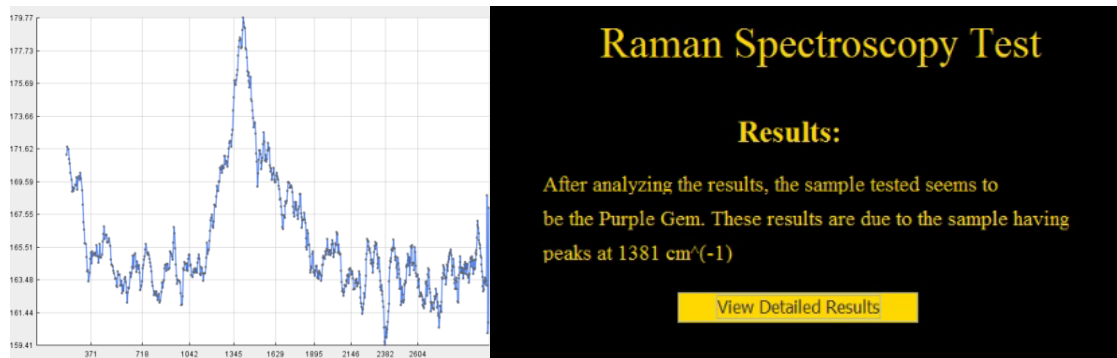 179.77
177.73
175.69
173.66
171.62
169.59
167.55
165.51
163.48
161.44
159.41
371 718 1042 1345 1629 1895 2146 2382 2604
Raman Spectroscopy Test
Results:
After analyzing the results, the sample tested seems to
be the Purple Gem. These results are due to the sample having
peaks at 1381 cm^(-1)
View Detailed Results